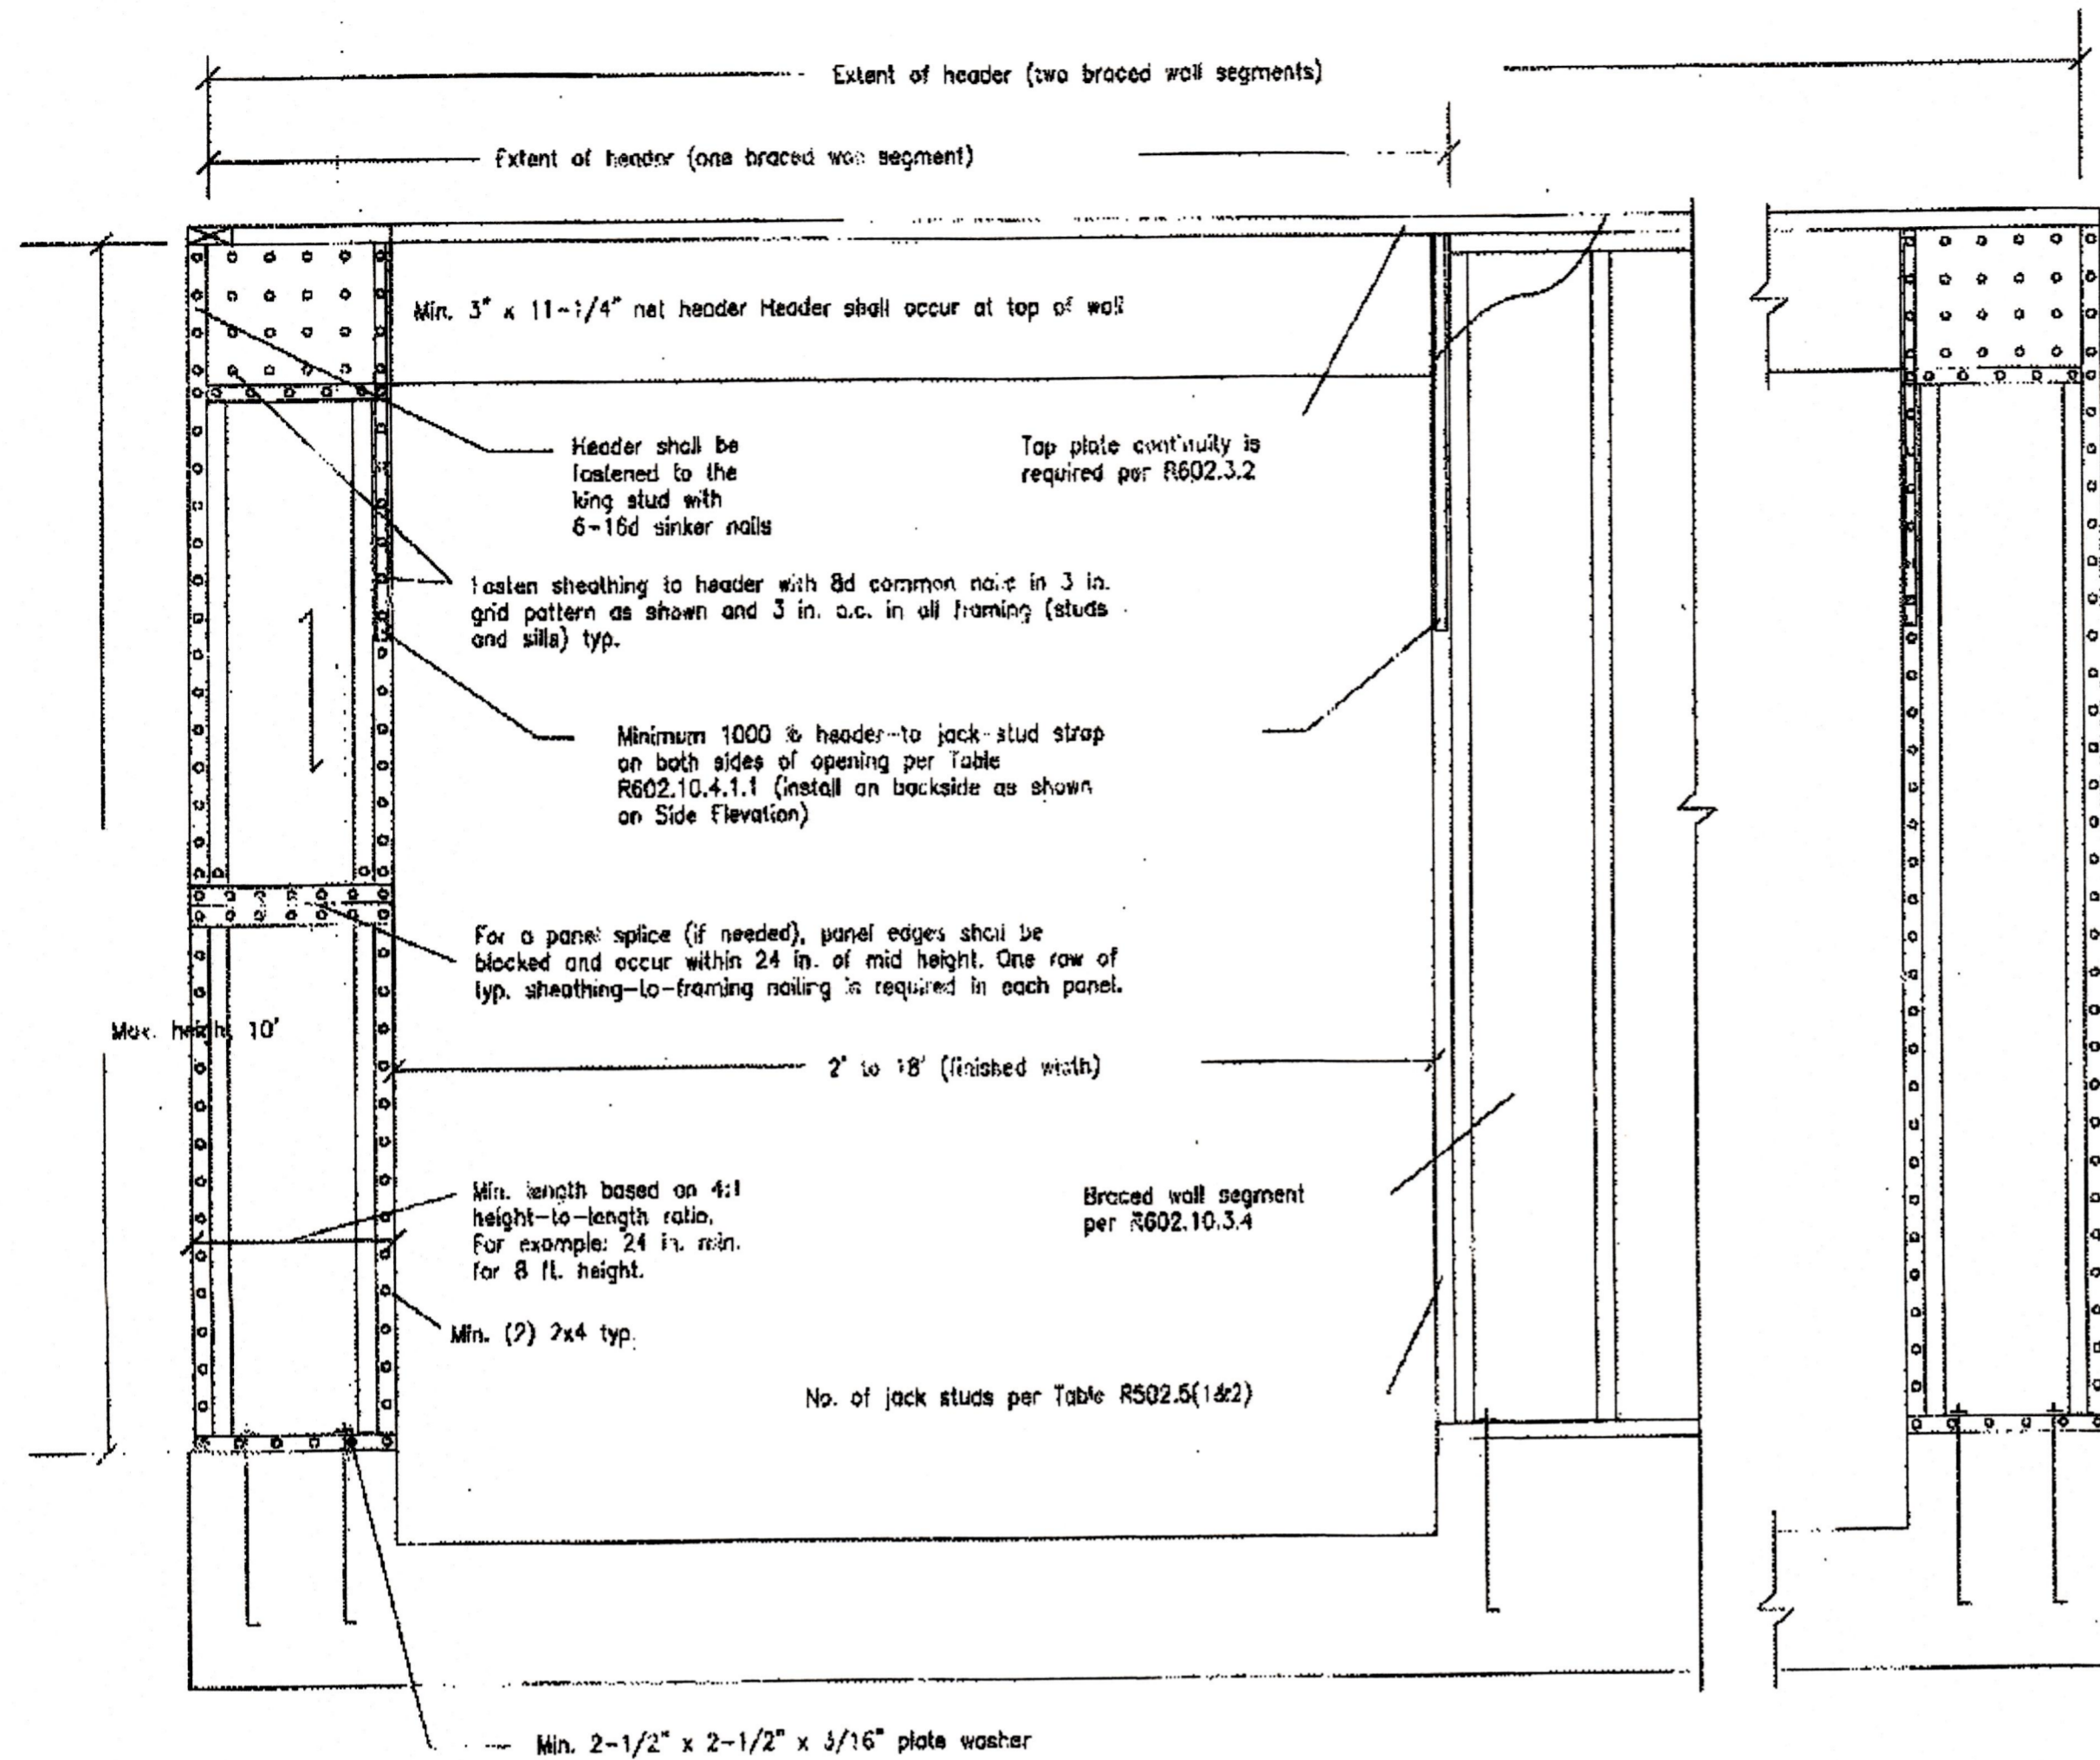 Extent of header (two braced wall segments)
Extent of header (one braced wall segment)
Min. 3" x 11-1/4" net header Header shall occur at top of wall
Header shall be
fastened to the
king stud with
6-16d sinker nails
Top plate continuity is
required per R602.3.2
Fasten sheathing to header with 8d common nails in 3 in.
grid pattern as shown and 3 in. o.c. in all framing (studs
and sills) typ.
Minimum 1000 lb header-to jack-stud strap
on both sides of opening per Table
R602.10.4.1.1 (install on backside as shown
on Side Elevation)
For a panel splice (if needed), panel edges shall be
blocked and occur within 24 in. of mid height. One row of
typ. sheathing-to-framing nailing is required in each panel.
Max. height 10'
2' to 18' (finished width)
Min. length based on 4:1
height-to-length ratio.
For example: 24 in. min.
for 8 ft. height.
Braced wall segment
per R602.10.3.4
Min. (2) 2x4 typ.
No. of jack studs per Table R502.5(1&2)
Min. 2-1/2" x 2-1/2" x 3/16" plate washer